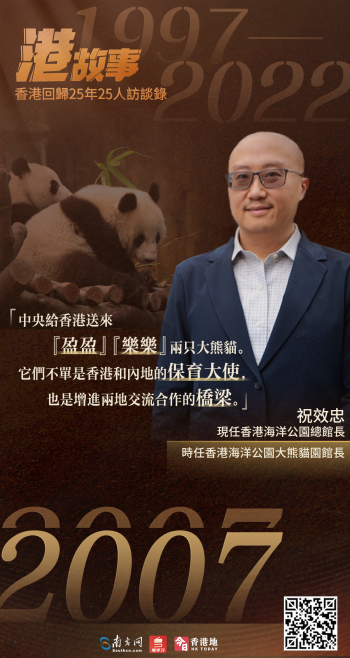 1997—
2022
港故事
香港回歸25年25人訪談錄
「中央給香港送來
『盈盈』『樂樂』兩只大熊貓。
它們不單是香港和內地的保育大使，
也是增進兩地交流合作的橋梁。」
祝效忠
現任香港海洋公園總館長
時任香港海洋公園大熊貓園館長
2007
南方网
Southcn.com
今日香港地
HK TODAY